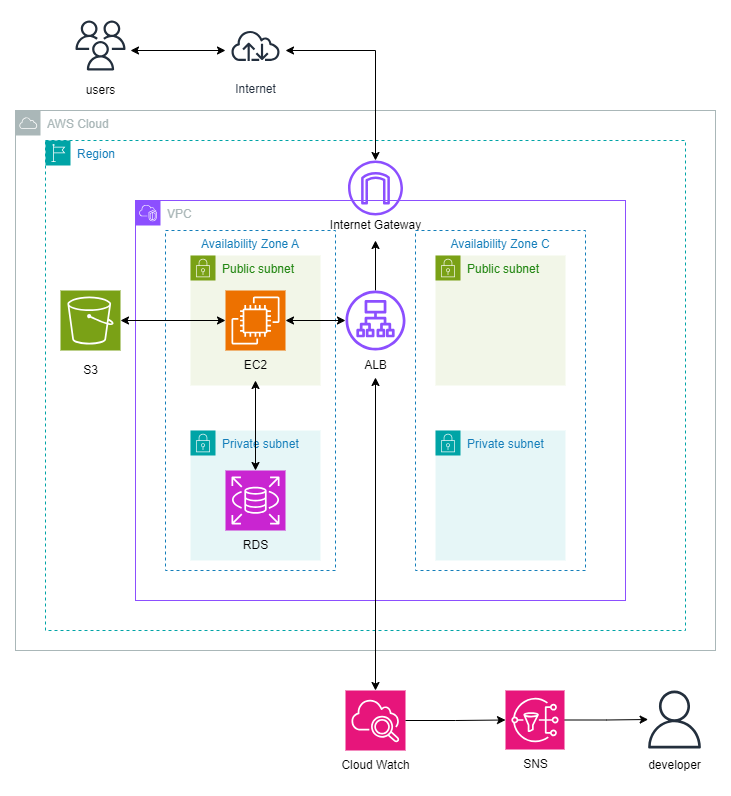 users
Internet
AWS Cloud
Region
Internet Gateway
VPC
Availability Zone A
Availability Zone C
Public subnet
Public subnet
S3
EC2
ALB
Private subnet
Private subnet
RDS
Cloud Watch
SNS
developer